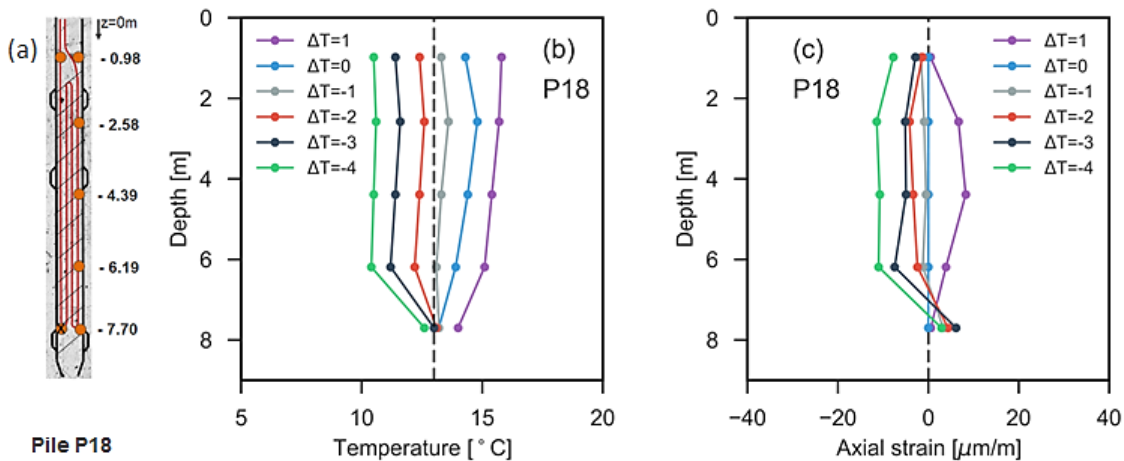 (a)
z=0m
- 0.98
- 2.58
- 4.39
- 6.19
- 7.70
Pile P18
0
2
4
6
8
Depth [m]
ΔT=1
ΔT=0
ΔT=-1
ΔT=-2
ΔT=-3
ΔT=-4
(b)
P18
5
10
15
20
Temperature [°C]
0
2
4
6
8
Depth [m]
(c)
P18
ΔT=1
ΔT=0
ΔT=-1
ΔT=-2
ΔT=-3
ΔT=-4
−40
−20
0
20
40
Axial strain [μm/m]